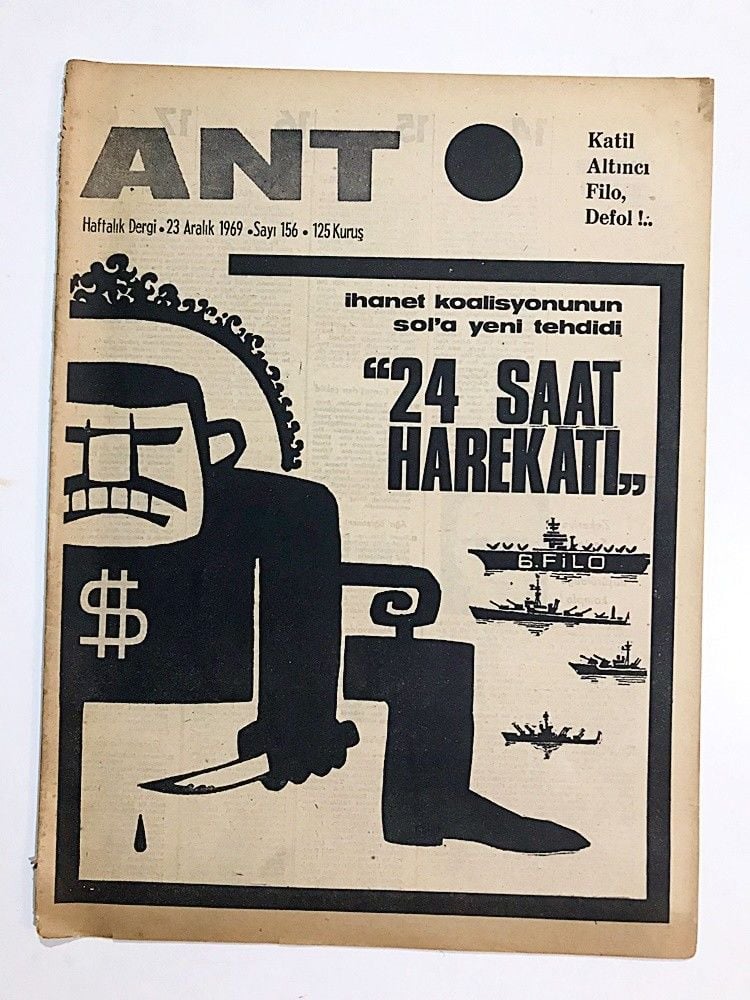 ANT
Katil
Altıncı
Filo,
Defol !..
Haftalık Dergi • 23 Aralık 1969 • Sayı 156 • 125 Kuruş
ihanet koalisyonunun
sol'a yeni tehdidi
“24 SAAT
HAREKATI„
6.FİLO
$